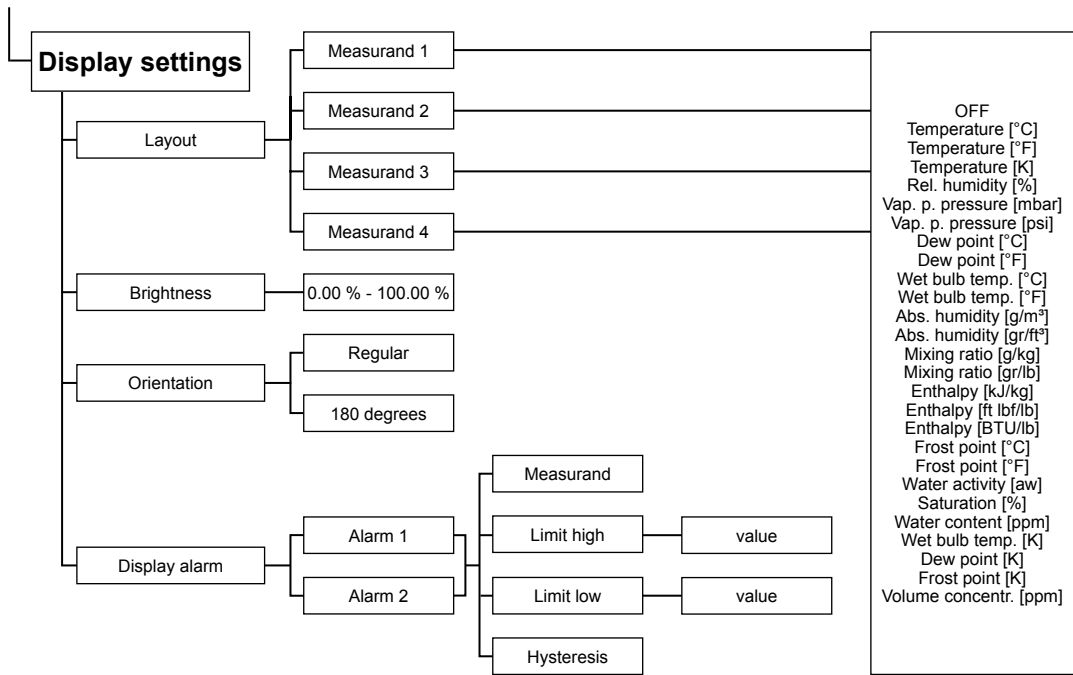 Display settings
Layout
Measurand 1
Measurand 2
Measurand 3
Measurand 4
Brightness
0.00 % - 100.00 %
Orientation
Regular
180 degrees
Display alarm
Alarm 1
Alarm 2
Measurand
Limit high
value
Limit low
value
Hysteresis
OFF
Temperature [°C]
Temperature [°F]
Temperature [K]
Rel. humidity [%]
Vap. p. pressure [mbar]
Vap. p. pressure [psi]
Dew point [°C]
Dew point [°F]
Wet bulb temp. [°C]
Wet bulb temp. [°F]
Abs. humidity [g/m³]
Abs. humidity [gr/ft³]
Mixing ratio [g/kg]
Mixing ratio [gr/lb]
Enthalpy [kJ/kg]
Enthalpy [ft lbf/lb]
Enthalpy [BTU/lb]
Frost point [°C]
Frost point [°F]
Water activity [aw]
Saturation [%]
Water content [ppm]
Wet bulb temp. [K]
Dew point [K]
Frost point [K]
Volume concentr. [ppm]